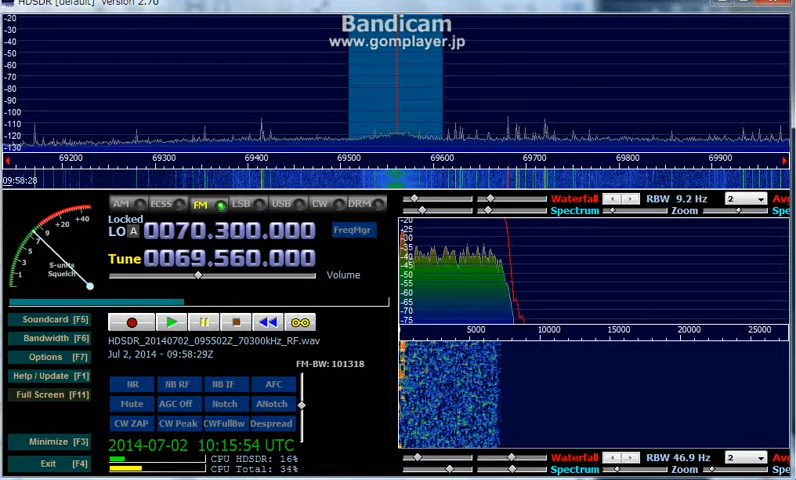 HDSDR [default] Version 2.70
Bandicam
www.gomplayer.jp
-20
-30
-40
-50
-60
-70
-80
-90
-100
-110
-120
-130
69200 69300 69400 69500 69600 69700 69800 69900
09:58:28
AM ECSS FM LSB USB CW DRM
Locked
LO A 0070.300.000 FreqMgr
Tune 0069.560.000
Volume
+40
+20
9
7
5
3
1
S-units
Squelch
Waterfall RBW 9.2 Hz 2
Spectrum Zoom
-20
-25
-30
-35
-40
-45
-50
-55
-60
-65
-70
-75
5000 10000 15000 20000 25000
Soundcard [F5]
Bandwidth [F6]
Options [F7]
Help / Update [F1]
Full Screen [F11]
Minimize [F3]
Exit [F4]
HDSDR_20140702_095502Z_70300kHz_RF.wav
Jul 2, 2014 - 09:58:29Z
FM-BW: 101318
NR NB RF NB IF AFC
Mute AGC Off Notch ANotch
CW ZAP CW Peak CWFullBw Despread
2014-07-02 10:15:54 UTC
CPU HDSDR: 16%
CPU Total: 34%
Waterfall RBW 46.9 Hz 2
Spectrum Zoom